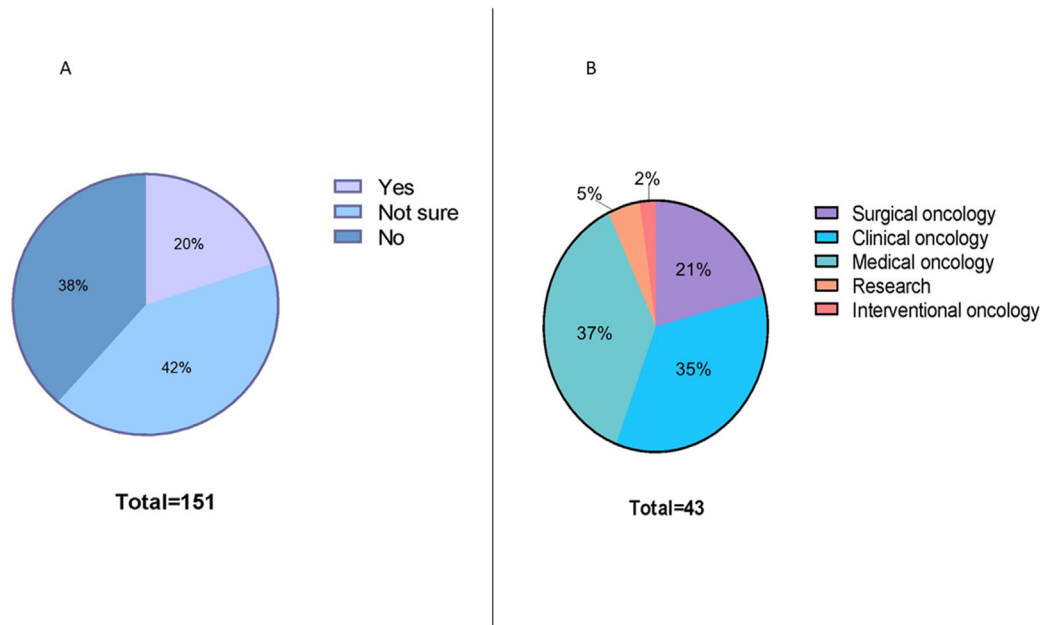 A
20%
42%
38%
Yes
Not sure
No
Total=151
B
2%
5%
21%
35%
37%
Surgical oncology
Clinical oncology
Medical oncology
Research
Interventional oncology
Total=43